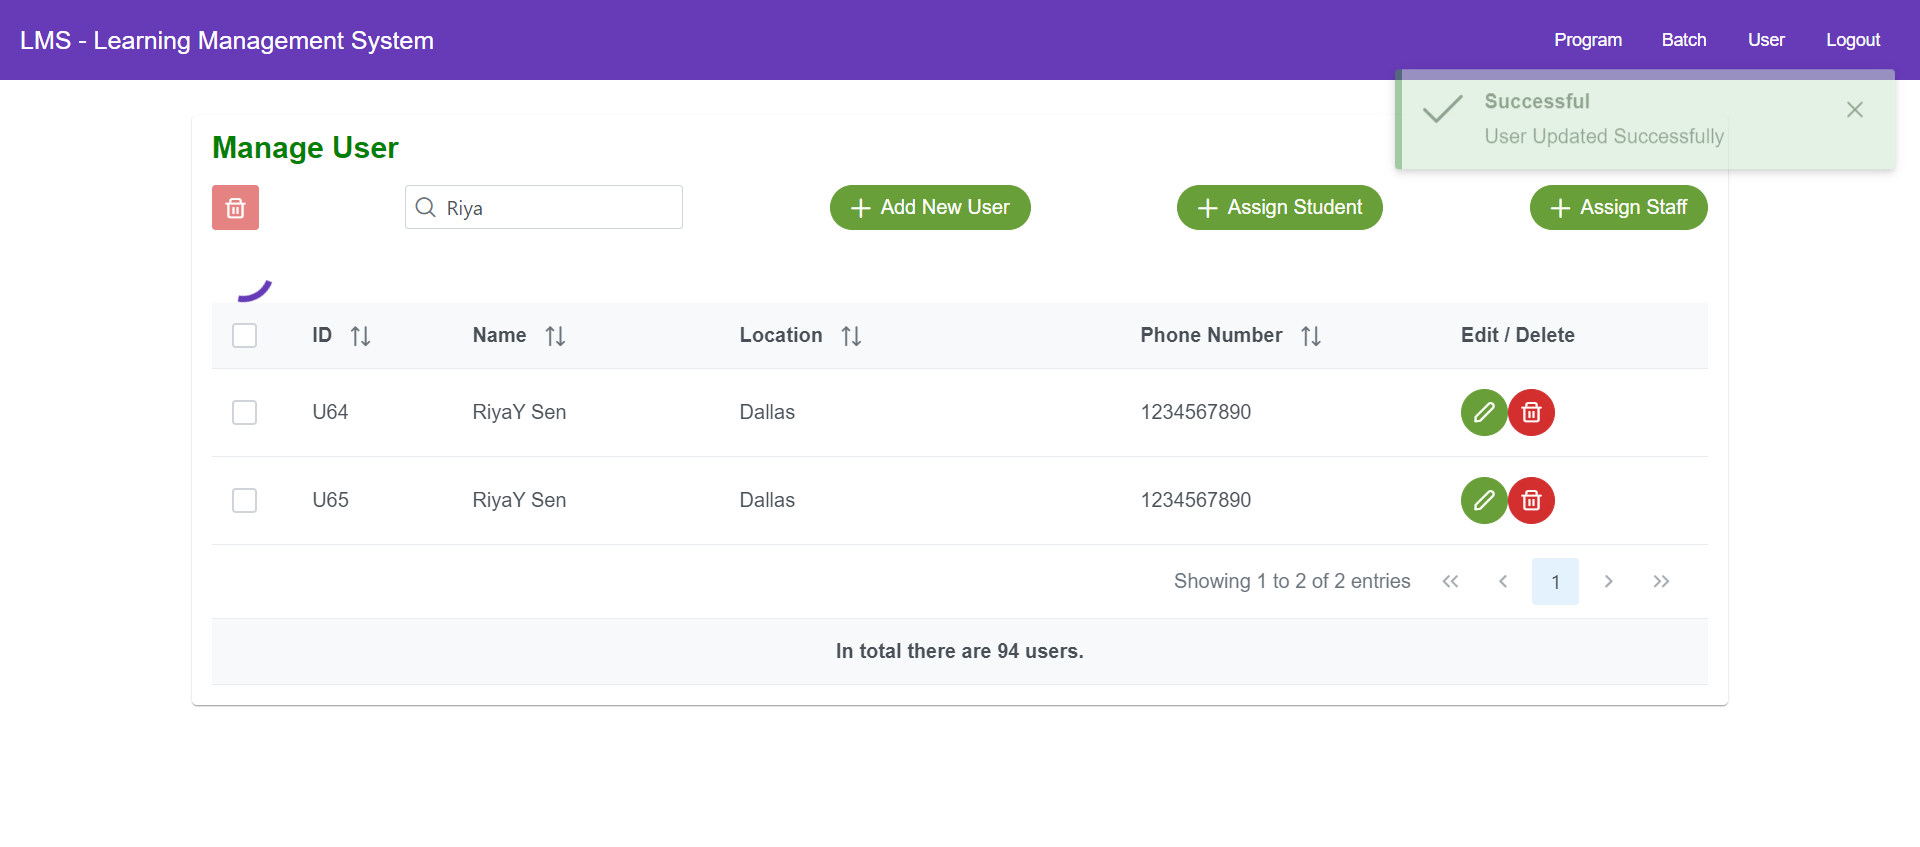 LMS - Learning Management System
Program Batch User Logout
Successful
User Updated Successfully
Manage User
Riya
Add New User
Assign Student
Assign Staff
ID Name Location Phone Number Edit / Delete
U64 RiyaY Sen Dallas 1234567890
U65 RiyaY Sen Dallas 1234567890
Showing 1 to 2 of 2 entries << < 1 > >>
In total there are 94 users.